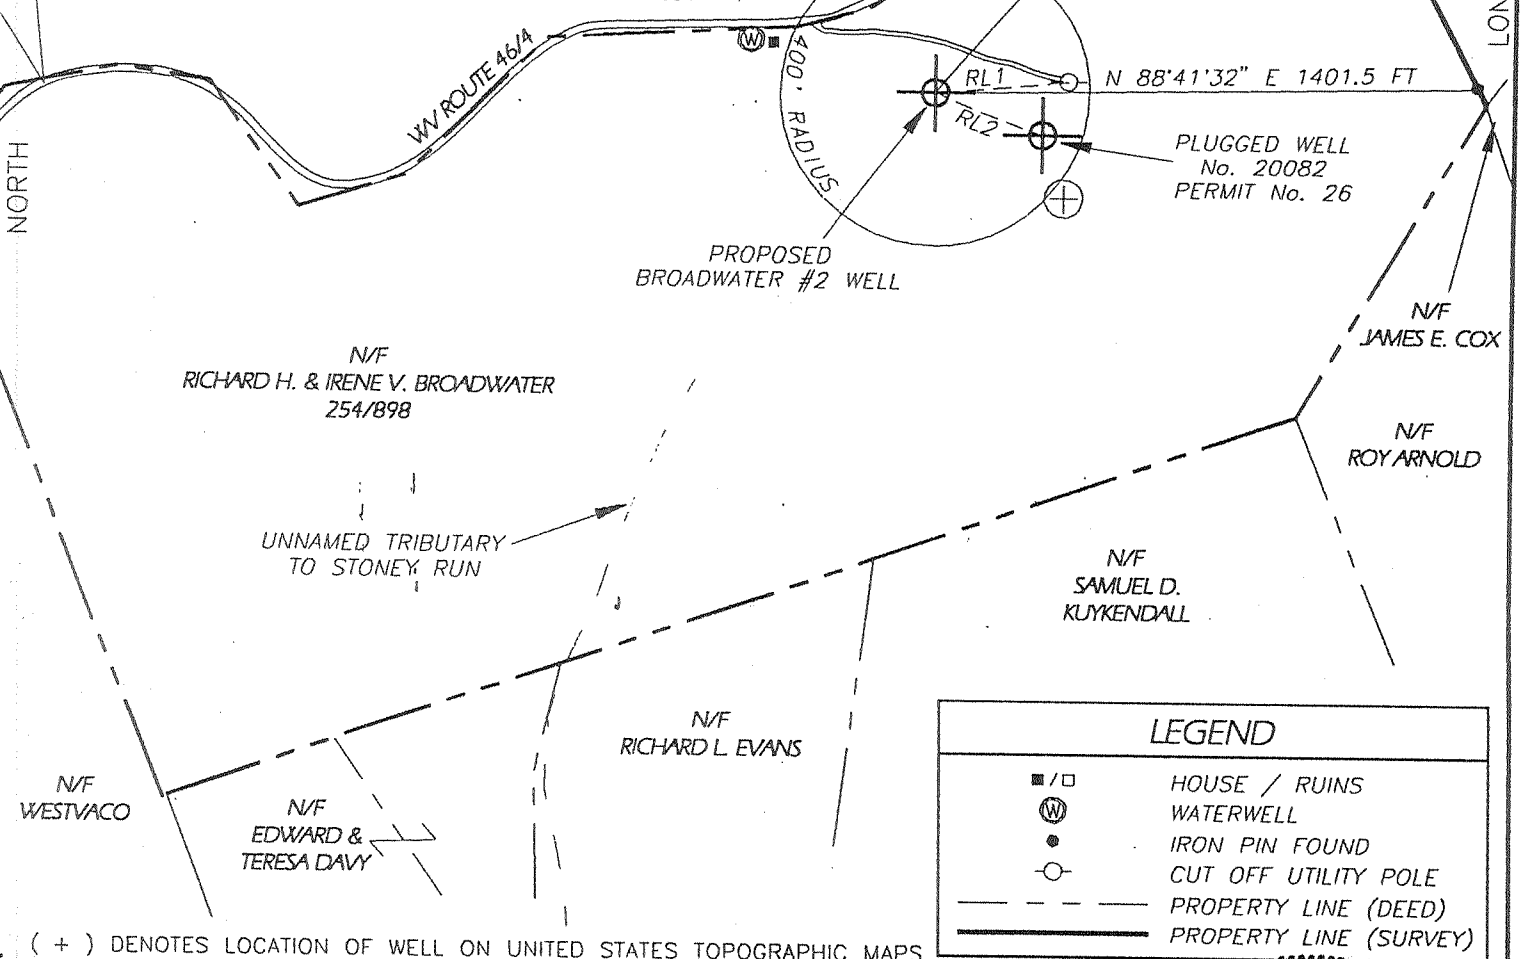 LON
WV ROUTE 46/4
W
400' RADIUS
RL1
RL2
N 88°41'32" E 1401.5 FT
NORTH
PLUGGED WELL
No. 20082
PERMIT No. 26
PROPOSED
BROADWATER #2 WELL
N/F
JAMES E. COX
N/F
RICHARD H. & IRENE V. BROADWATER
254/898
N/F
ROY ARNOLD
UNNAMED TRIBUTARY
TO STONEY RUN
N/F
SAMUEL D.
KUYKENDALL
N/F
RICHARD L. EVANS
N/F
WESTVACO
N/F
EDWARD &
TERESA DAVY
LEGEND
■/□ HOUSE / RUINS
W WATERWELL
IRON PIN FOUND
CUT OFF UTILITY POLE
PROPERTY LINE (DEED)
PROPERTY LINE (SURVEY)
( + ) DENOTES LOCATION OF WELL ON UNITED STATES TOPOGRAPHIC MAPS